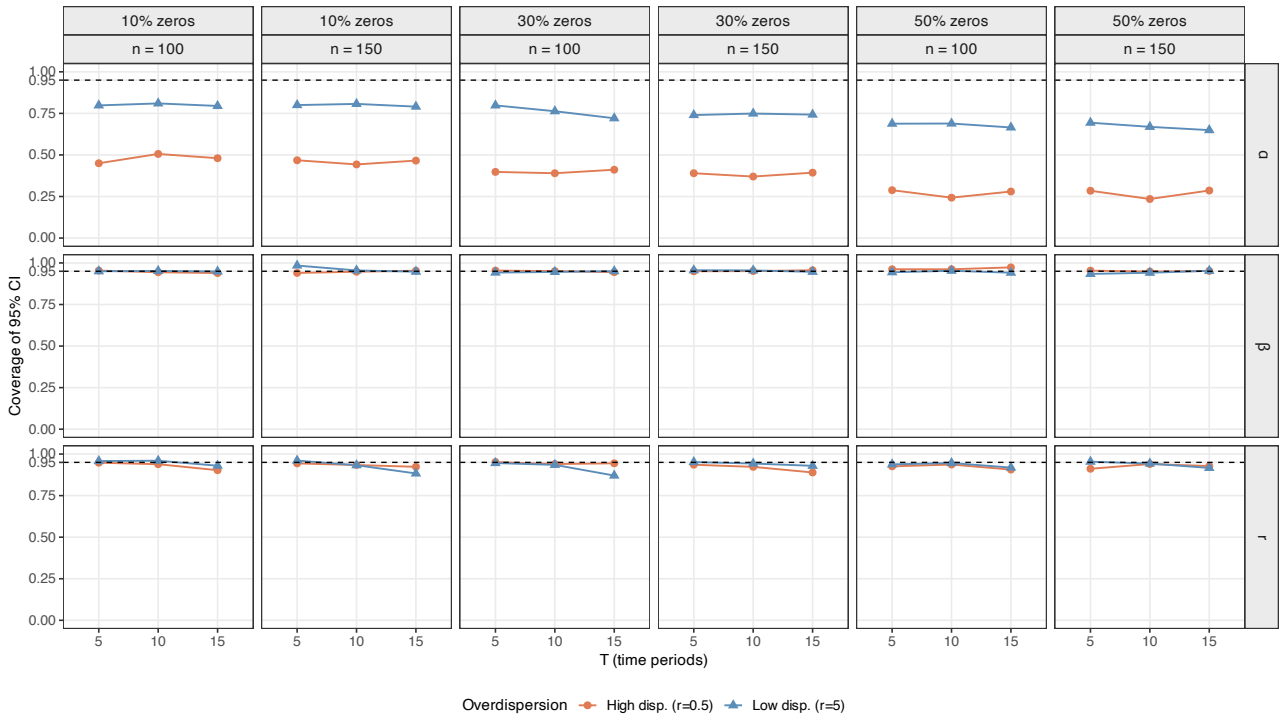 10% zeros 10% zeros 30% zeros 30% zeros 50% zeros 50% zeros
n = 100 n = 150 n = 100 n = 150 n = 100 n = 150
1.00
0.95
0.75
0.50
0.25
0.00
α
1.00
0.95
0.75
0.50
0.25
0.00
β
1.00
0.95
0.75
0.50
0.25
0.00
r
Coverage of 95% CI
5 10 15 5 10 15 5 10 15 5 10 15 5 10 15 5 10 15
T (time periods)
Overdispersion High disp. (r=0.5) Low disp. (r=5)